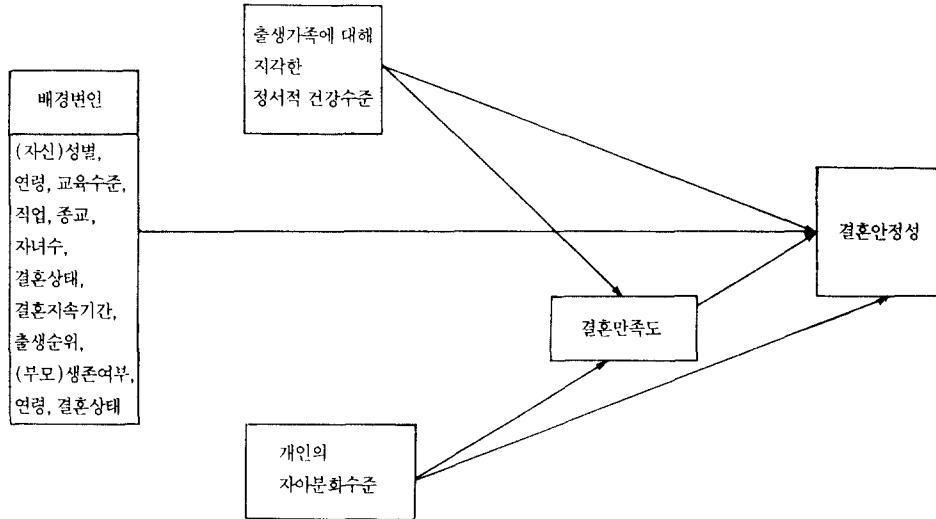 출생가족에 대해
지각한
정서적 건강수준
배경변인
(자신)성별,
연령, 교육수준,
직업, 종교,
자녀수,
결혼상태,
결혼지속기간,
출생순위,
(부모)생존여부,
연령, 결혼상태
결혼안정성
결혼만족도
개인의
자아분화수준